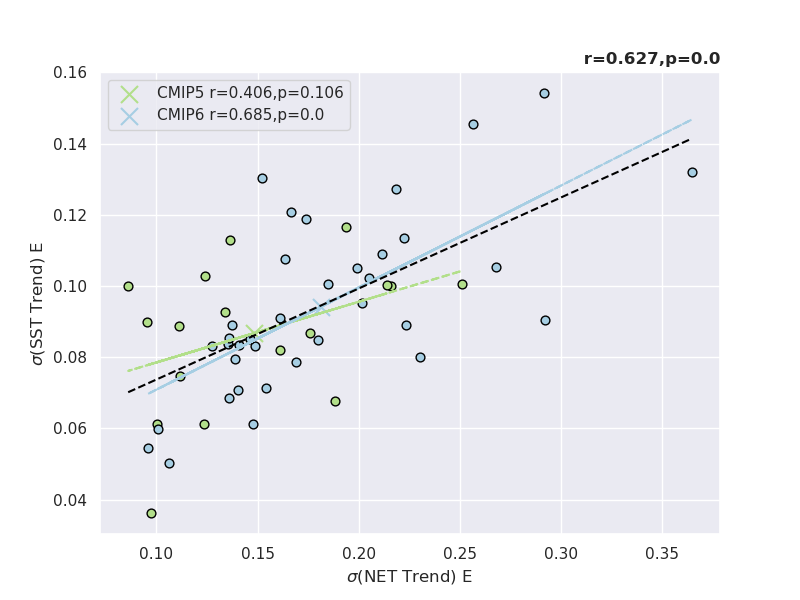 r=0.627,p=0.0
CMIP5 r=0.406,p=0.106
CMIP6 r=0.685,p=0.0
σ(SST Trend) E
0.16
0.14
0.12
0.10
0.08
0.06
0.04
0.10 0.15 0.20 0.25 0.30 0.35
σ(NET Trend) E